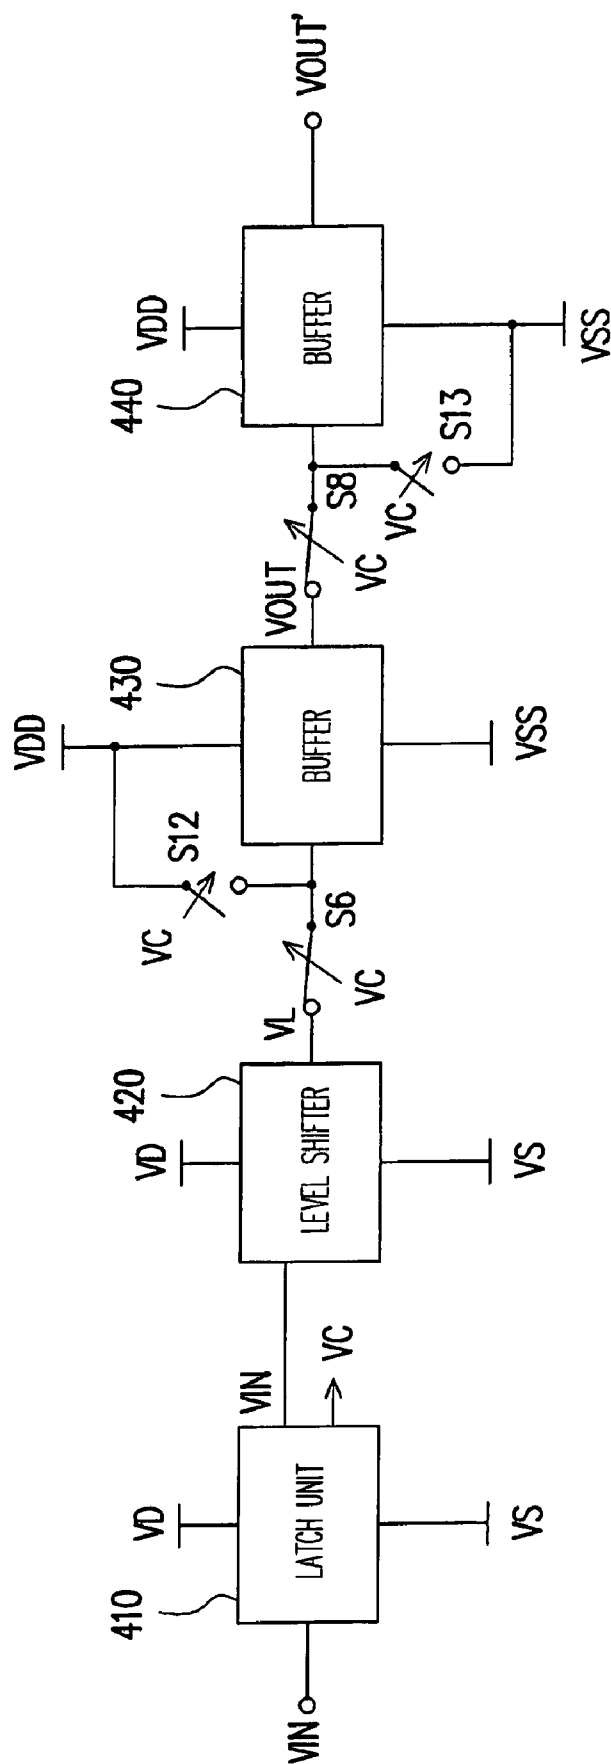 VIN
410
VD
LATCH UNIT
VS
VIN
VC
420
VD
LEVEL SHIFTER
VS
VL
S6
VC
VC
S12
VDD
430
BUFFER
VSS
VOUT
S8
VC
VC
S13
440
VDD
BUFFER
VSS
VOUT'